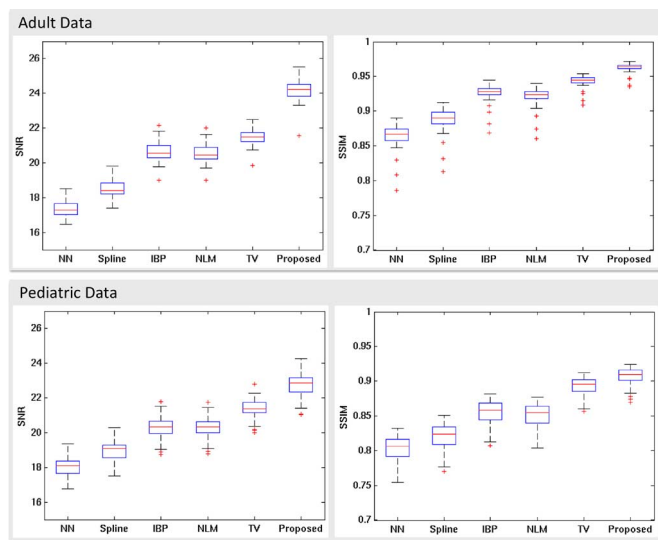 Adult Data
26
24
22
20
18
16
SNR
NN Spline IBP NLM TV Proposed
1
0.95
0.9
0.85
0.8
0.75
0.7
SSIM
NN Spline IBP NLM TV Proposed
Pediatric Data
26
24
22
20
18
16
SNR
NN Spline IBP NLM TV Proposed
1
0.95
0.9
0.85
0.8
0.75
0.7
SSIM
NN Spline IBP NLM TV Proposed